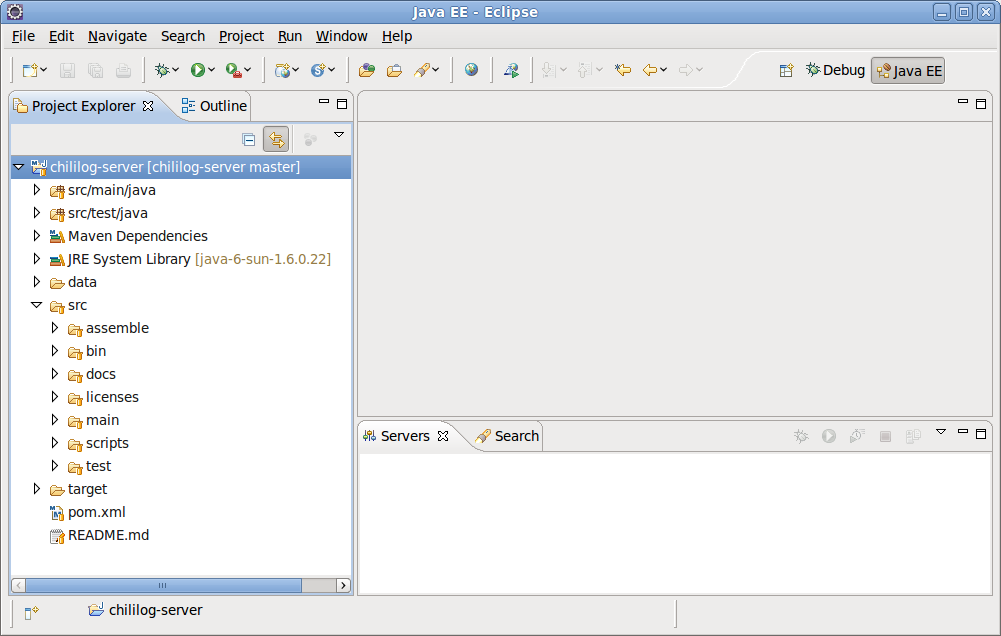 Java EE - Eclipse
File Edit Navigate Search Project Run Window Help
Debug Java EE
Project Explorer Outline
chililog-server [chililog-server master]
src/main/java
src/test/java
Maven Dependencies
JRE System Library [java-6-sun-1.6.0.22]
data
src
assemble
bin
docs
licenses
main
scripts
test
target
pom.xml
README.md
Servers Search
chililog-server